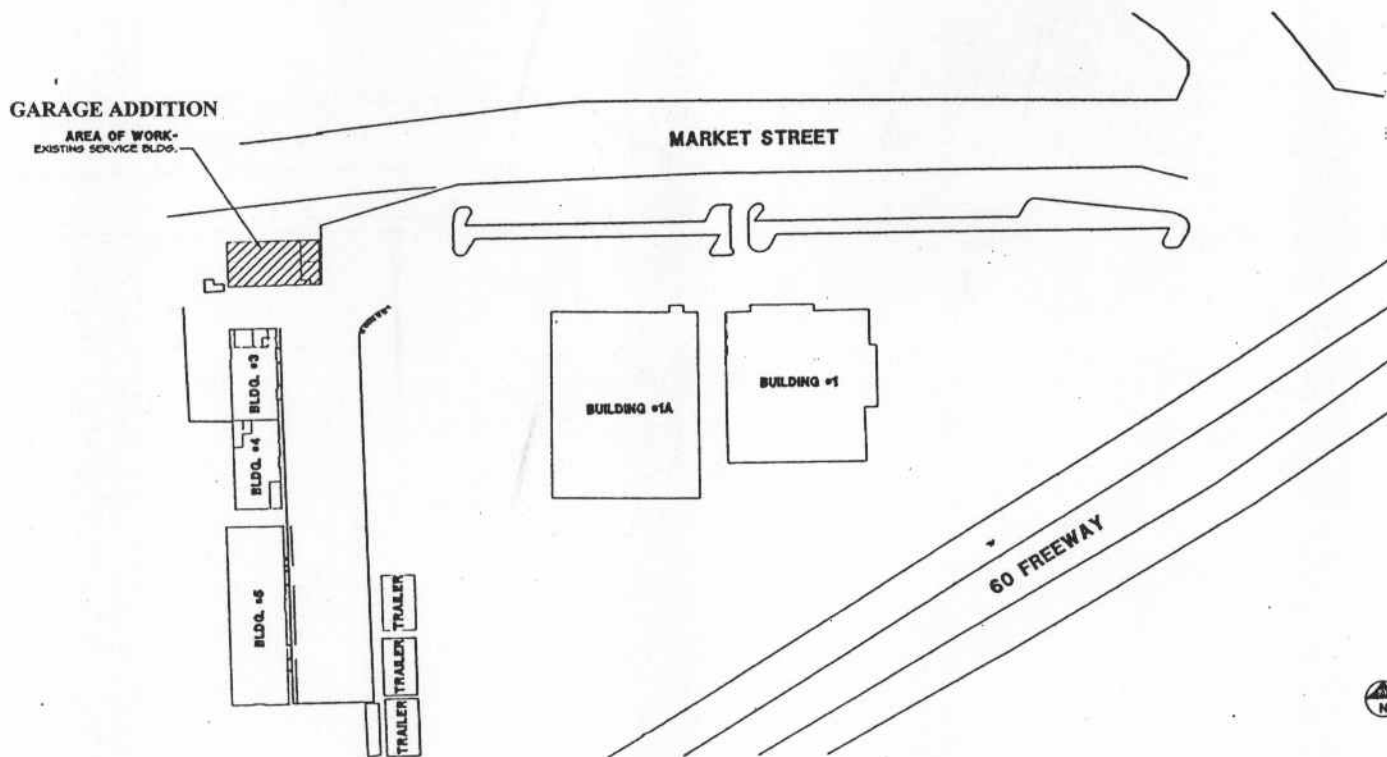 GARAGE ADDITION
AREA OF WORK-
EXISTING SERVICE BLDG.
MARKET STREET
BLDG. #3
BUILDING #1A
BUILDING #1
BLDG. #4
60 FREEWAY
BLDG. #5
TRAILER
TRAILER
TRAILER
N